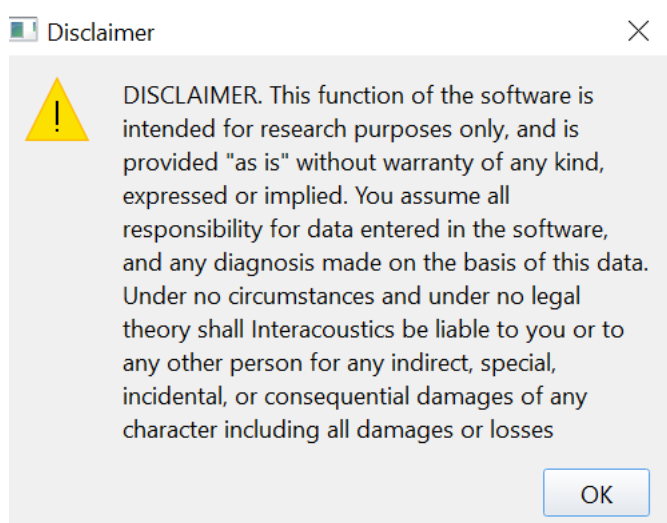 Disclaimer
DISCLAIMER. This function of the software is
intended for research purposes only, and is
provided "as is" without warranty of any kind,
expressed or implied. You assume all
responsibility for data entered in the software,
and any diagnosis made on the basis of this data.
Under no circumstances and under no legal
theory shall Interacoustics be liable to you or to
any other person for any indirect, special,
incidental, or consequential damages of any
character including all damages or losses
OK